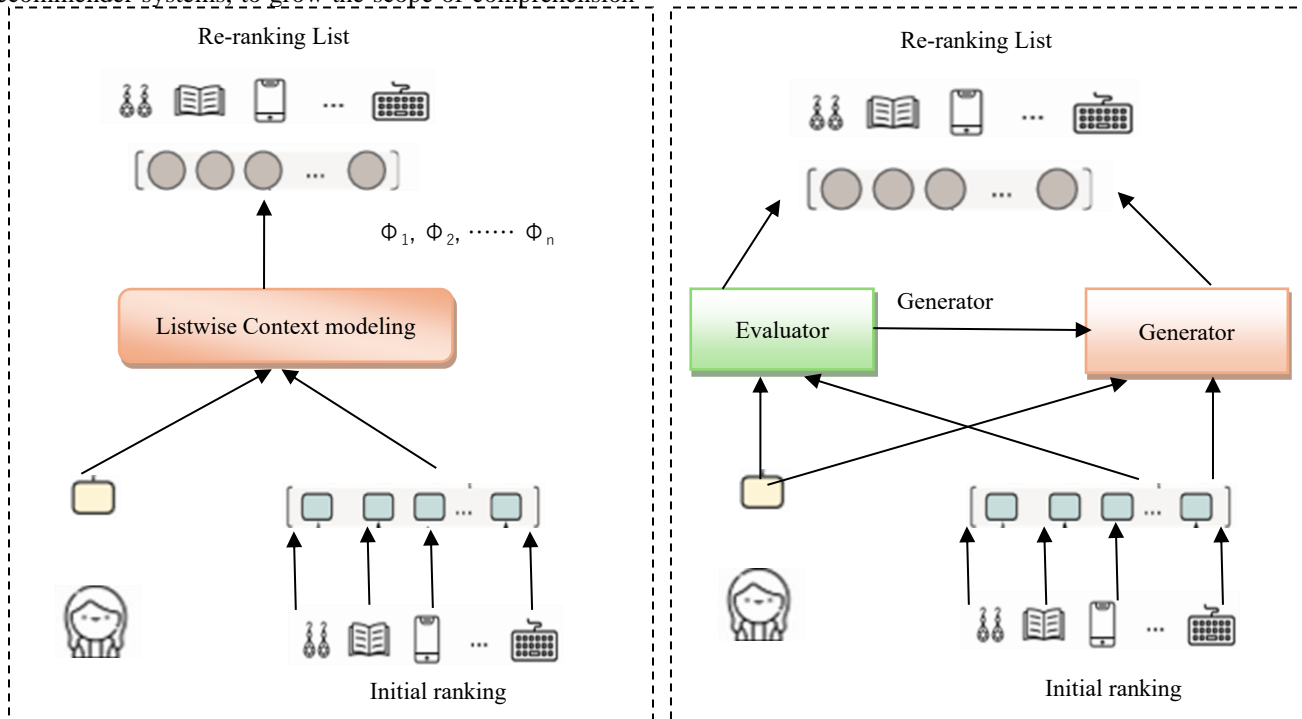 ecommender systems, to grow the scope of comprehension
Re-ranking List
...
...
Φ1, Φ2, ⋯⋯ Φn
Listwise Context modeling
...
...
Initial ranking
Re-ranking List
...
...
Evaluator
Generator
Generator
...
...
Initial ranking